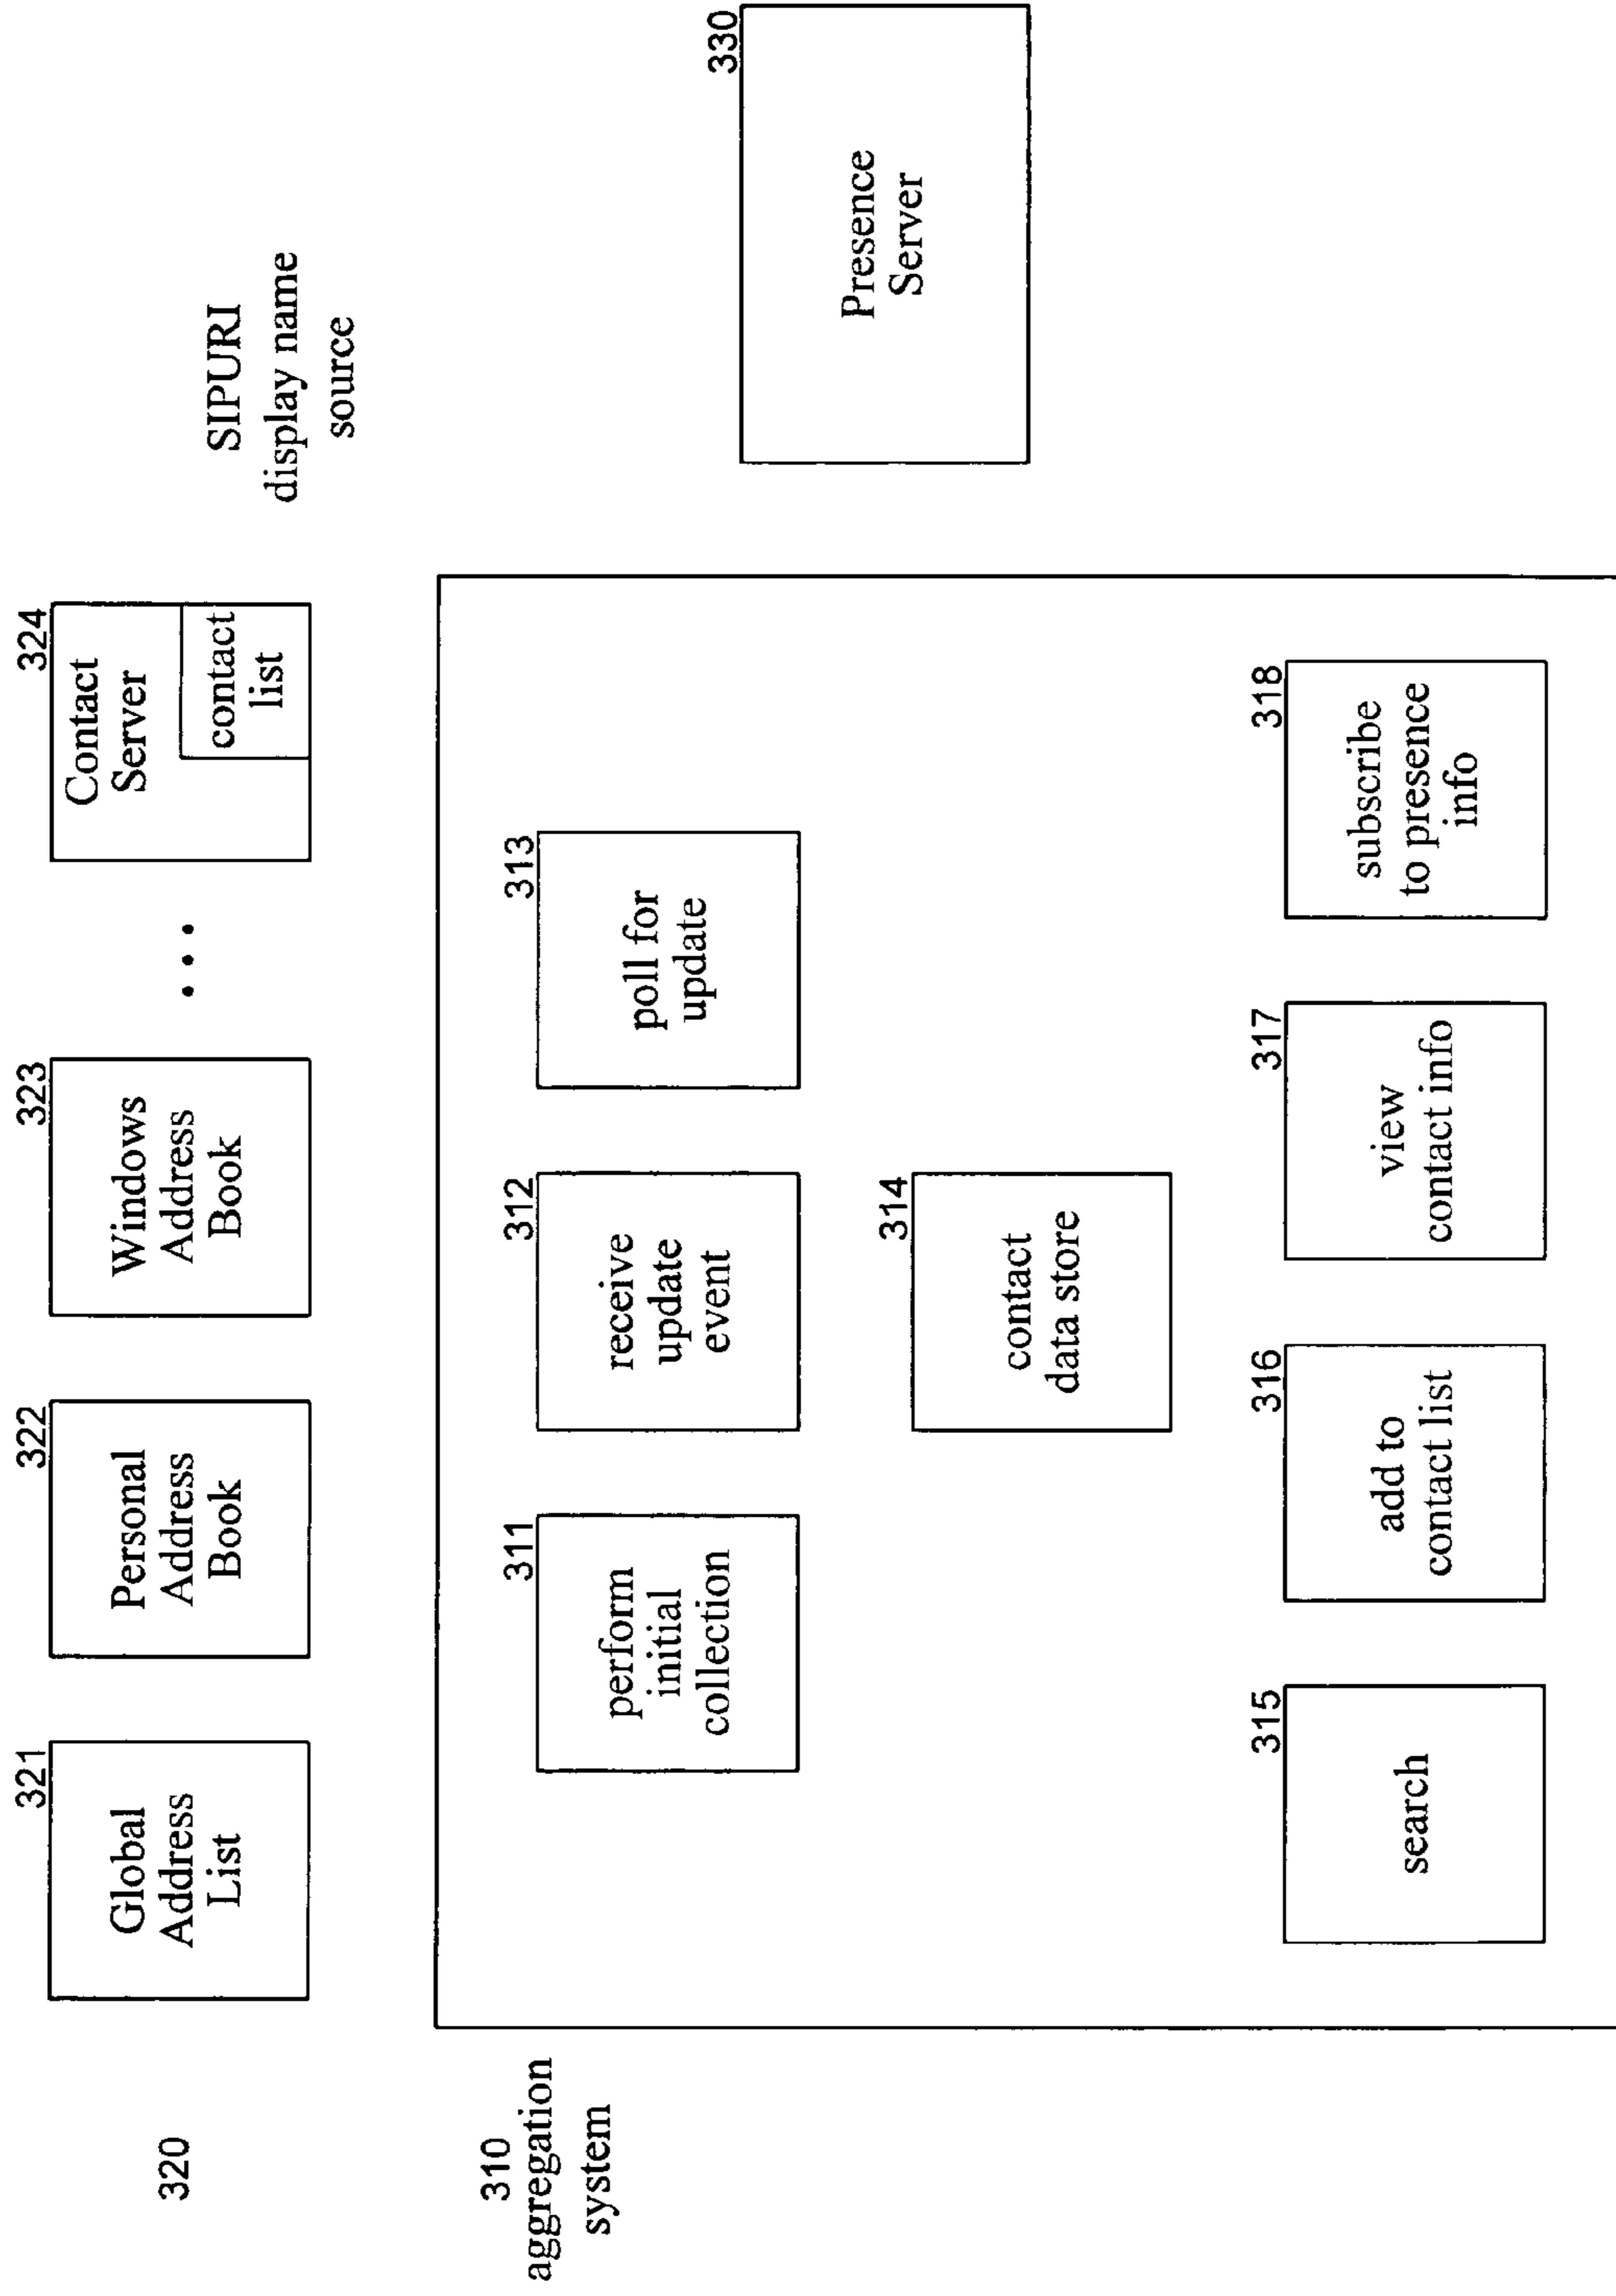 320
321
Global
Address
List
322
Personal
Address
Book
323
Windows
Address
Book
• • •
324
Contact
Server
contact
list
SIPURI
display name
source
310
aggregation
system
311
perform
initial
collection
312
receive
update
event
313
poll for
update
314
contact
data store
315
search
316
add to
contact list
317
view
contact info
318
subscribe
to presence
info
330
Presence
Server